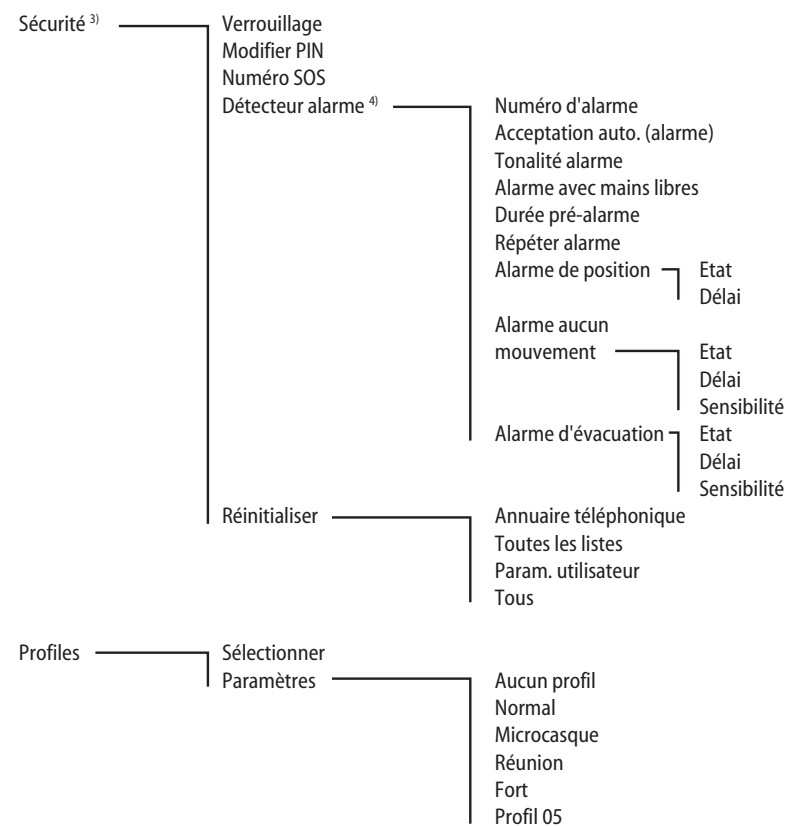 Sécurité 3) Verrouillage
Modifier PIN
Numéro SOS
Détecteur alarme 4) Numéro d'alarme
Acceptation auto. (alarme)
Tonalité alarme
Alarme avec mains libres
Durée pré-alarme
Répéter alarme
Alarme de position Etat
Délai
Alarme aucun
mouvement Etat
Délai
Sensibilité
Alarme d'évacuation Etat
Délai
Sensibilité
Réinitialiser Annuaire téléphonique
Toutes les listes
Param. utilisateur
Tous
Profiles Sélectionner
Paramètres Aucun profil
Normal
Microcasque
Réunion
Fort
Profil 05